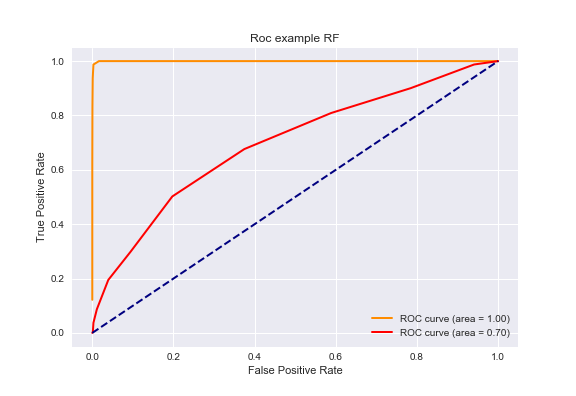 Roc example RF
1.0
0.8
0.6
0.4
0.2
0.0
True Positive Rate
ROC curve (area = 1.00)
ROC curve (area = 0.70)
0.0 0.2 0.4 0.6 0.8 1.0
False Positive Rate